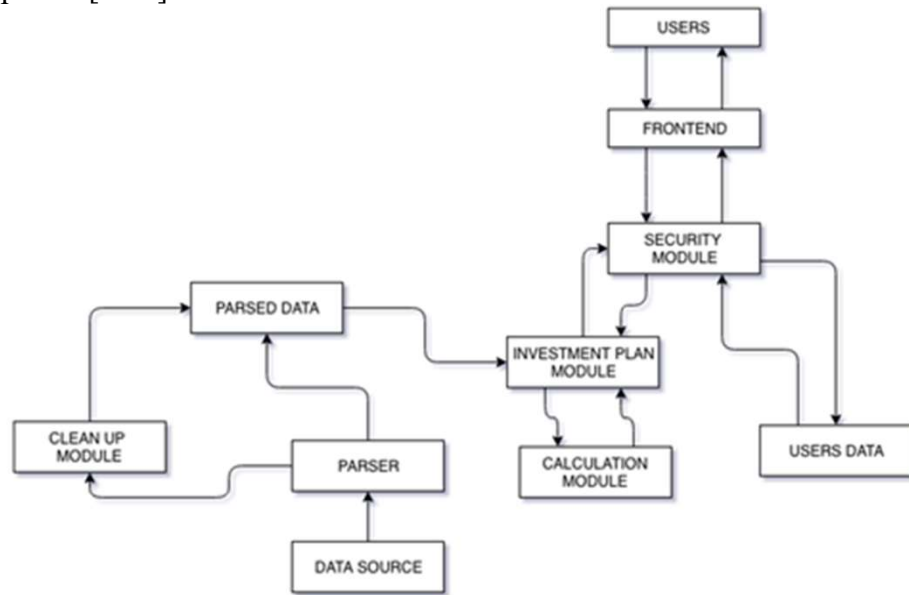 USERS
FRONTEND
SECURITY
MODULE
PARSED DATA
INVESTMENT PLAN
MODULE
CLEAN UP
MODULE
PARSER
CALCULATION
MODULE
USERS DATA
DATA SOURCE